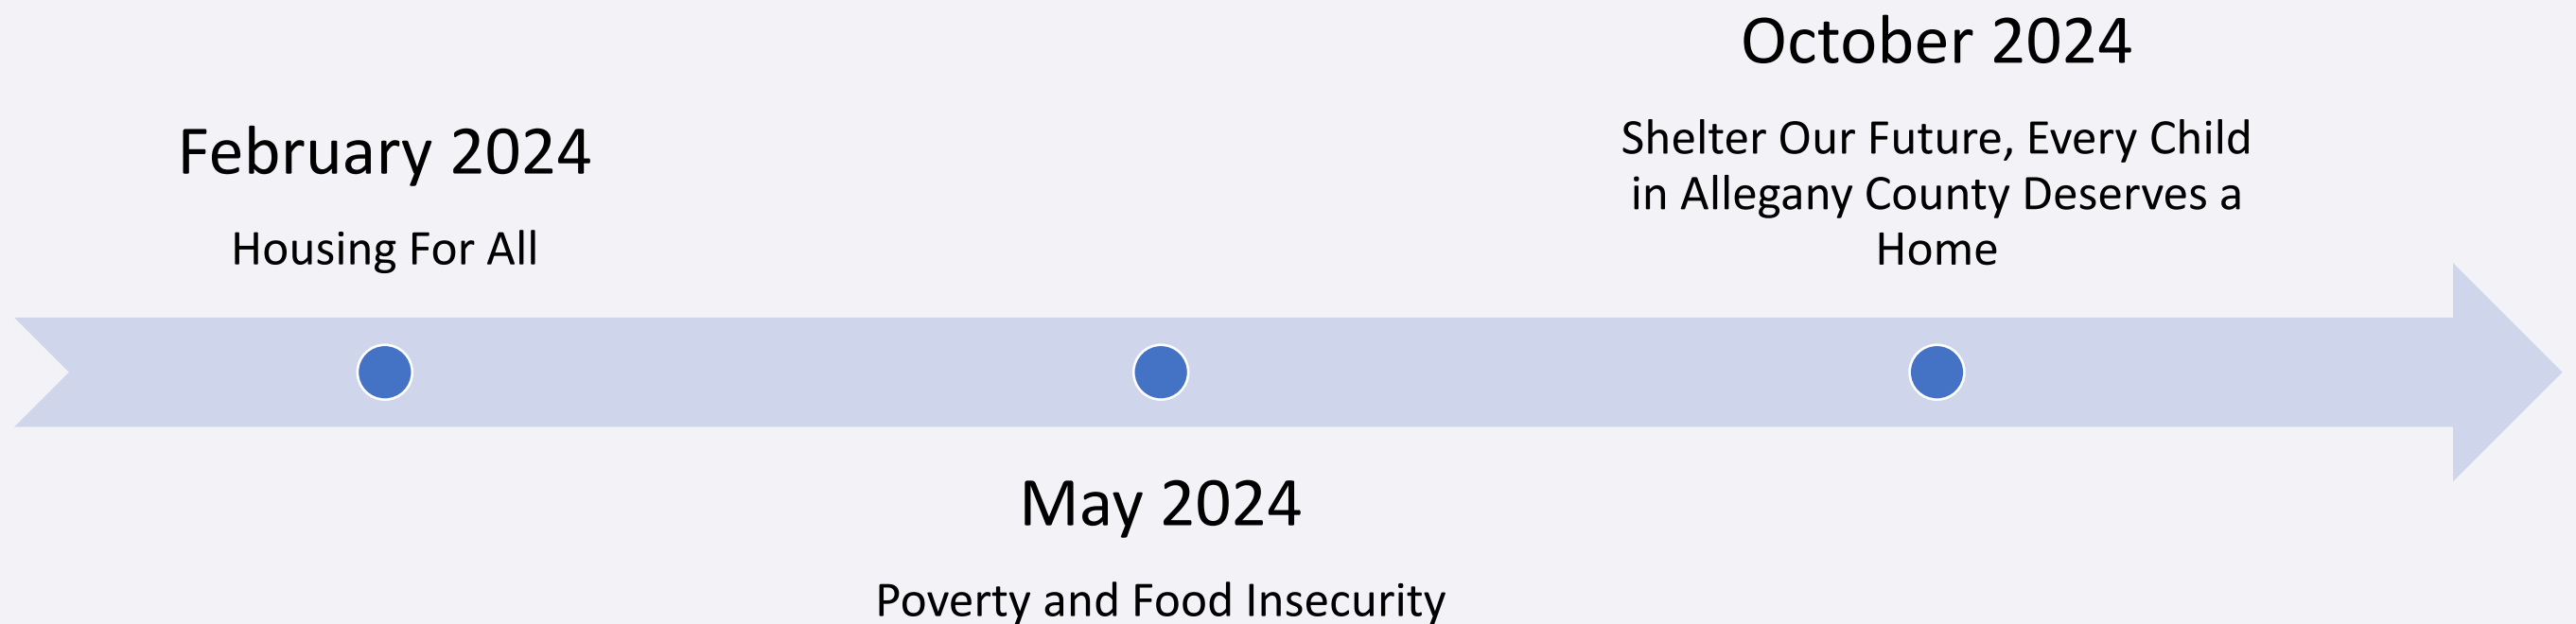 February 2024
Housing For All
May 2024
Poverty and Food Insecurity
October 2024
Shelter Our Future, Every Child
in Allegany County Deserves a
Home